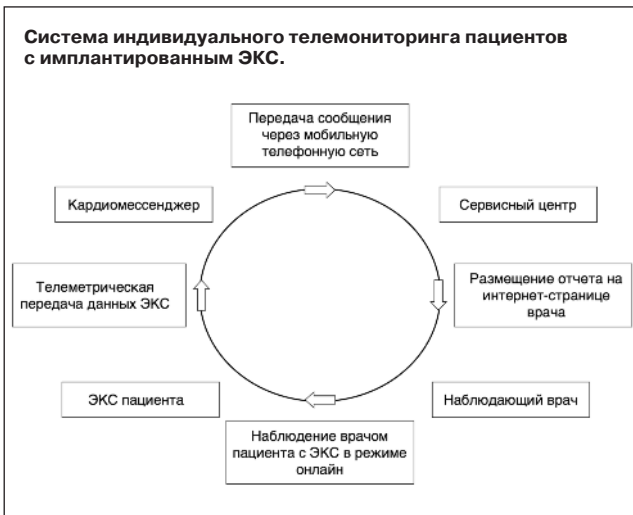 Система индивидуального телемониторинга пациентов
с имплантированным ЭКС.
Передача сообщения
через мобильную
телефонную сеть
Кардиомессенджер
Сервисный центр
Телеметрическая
передача данных ЭКС
Размещение отчета на
интернет-странице
врача
ЭКС пациента
Наблюдающий врач
Наблюдение врачом
пациента с ЭКС в режиме
онлайн